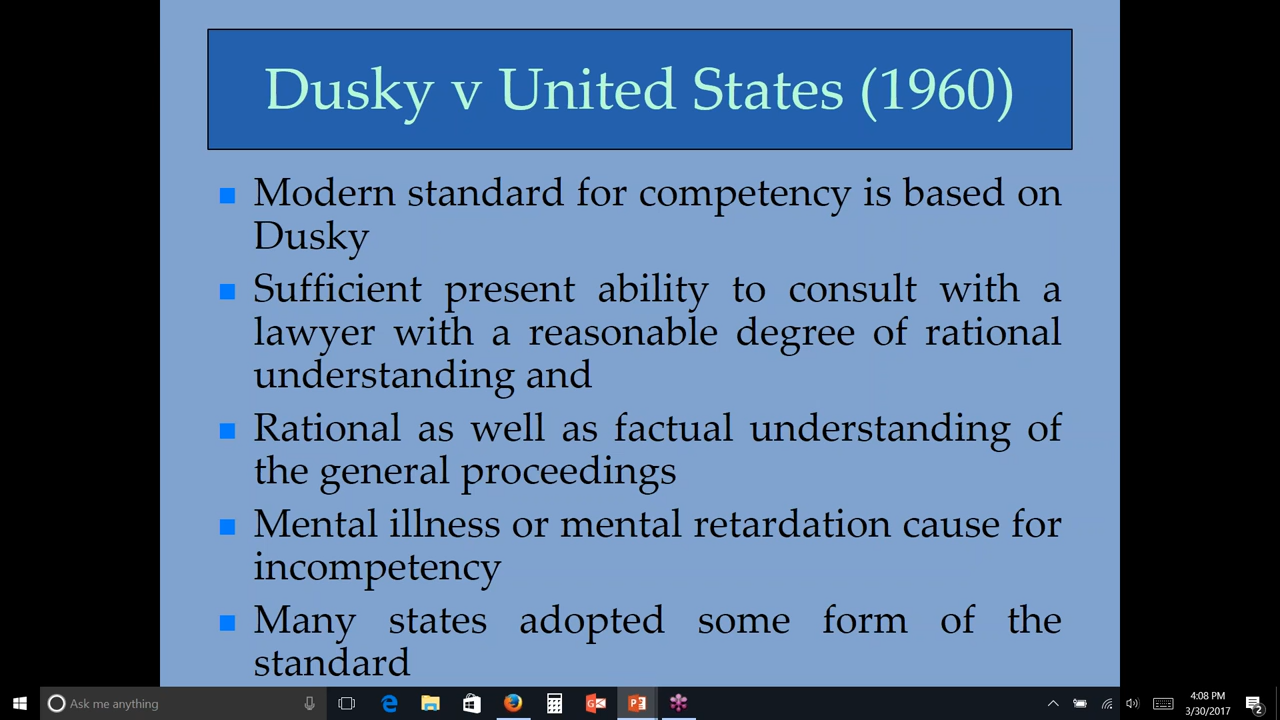 Dusky v United States (1960)
Modern standard for competency is based on
Dusky
Sufficient present ability to consult with a
lawyer with a reasonable degree of rational
understanding and
Rational as well as factual understanding of
the general proceedings
Mental illness or mental retardation cause for
incompetency
Many states adopted some form of the
standard
Ask me anything
4:08 PM
3/30/2017
2